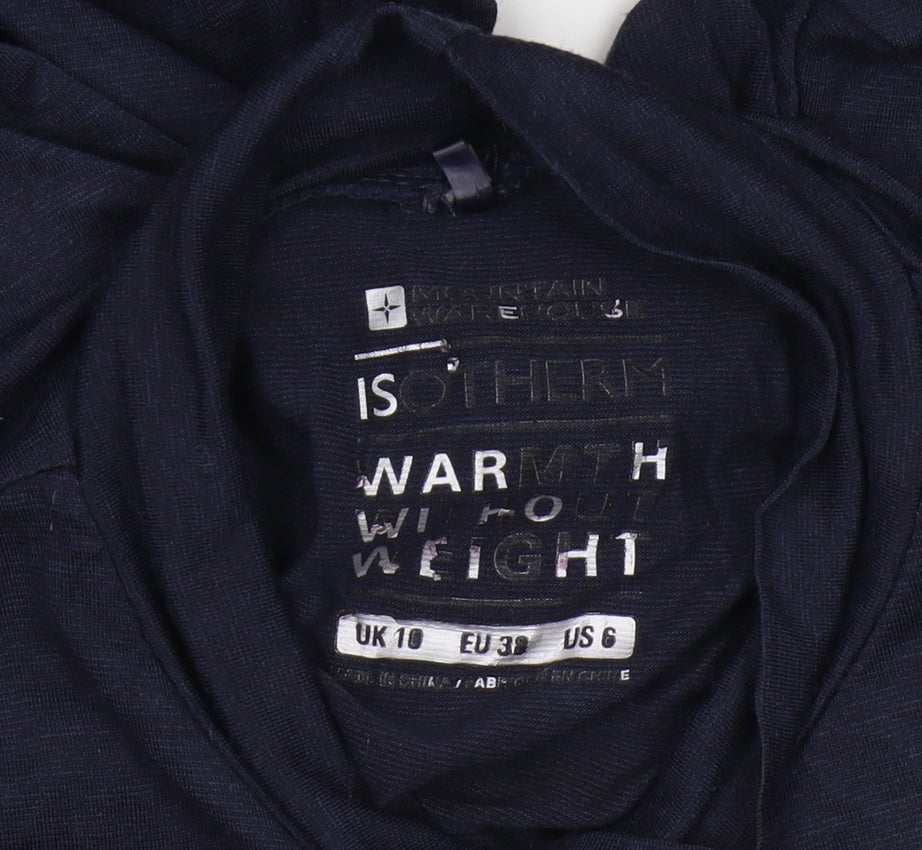 MOUNTAIN
WAREHOUSE
ISOTHERM
WARMTH
WITHOUT
WEIGHT
UK 10 EU 38 US 6
MADE IN CHINA / FABRIQUÉ EN CHINE